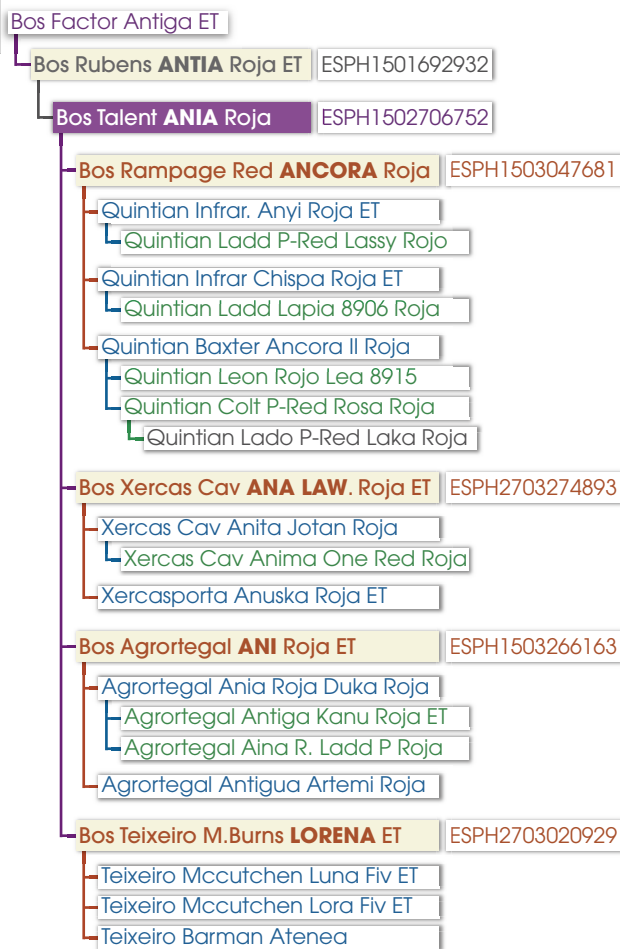 Bos Factor Antiga ET
Bos Rubens ANTIA Roja ET ESPH1501692932
Bos Talent ANIA Roja ESPH1502706752
Bos Rampage Red ANCORA Roja ESPH1503047681
Quintian Infrar. Anyi Roja ET
Quintian Ladd P-Red Lassy Rojo
Quintian Infrar Chispa Roja ET
Quintian Ladd Lapia 8906 Roja
Quintian Baxter Ancora II Roja
Quintian Leon Rojo Lea 8915
Quintian Colt P-Red Rosa Roja
Quintian Lado P-Red Laka Roja
Bos Xercas Cav ANA LAW. Roja ET ESPH2703274893
Xercas Cav Anita Jotan Roja
Xercas Cav Anima One Red Roja
Xercasporta Anuska Roja ET
Bos Agrortegal ANI Roja ET ESPH1503266163
Agrortegal Ania Roja Duka Roja
Agrortegal Antiga Kanu Roja ET
Agrortegal Aina R. Ladd P Roja
Agrortegal Antigua Artemi Roja
Bos Teixeiro M.Burns LORENA ET ESPH2703020929
Teixeiro Mccutchen Luna Fiv ET
Teixeiro Mccutchen Lora Fiv ET
Teixeiro Barman Atenea